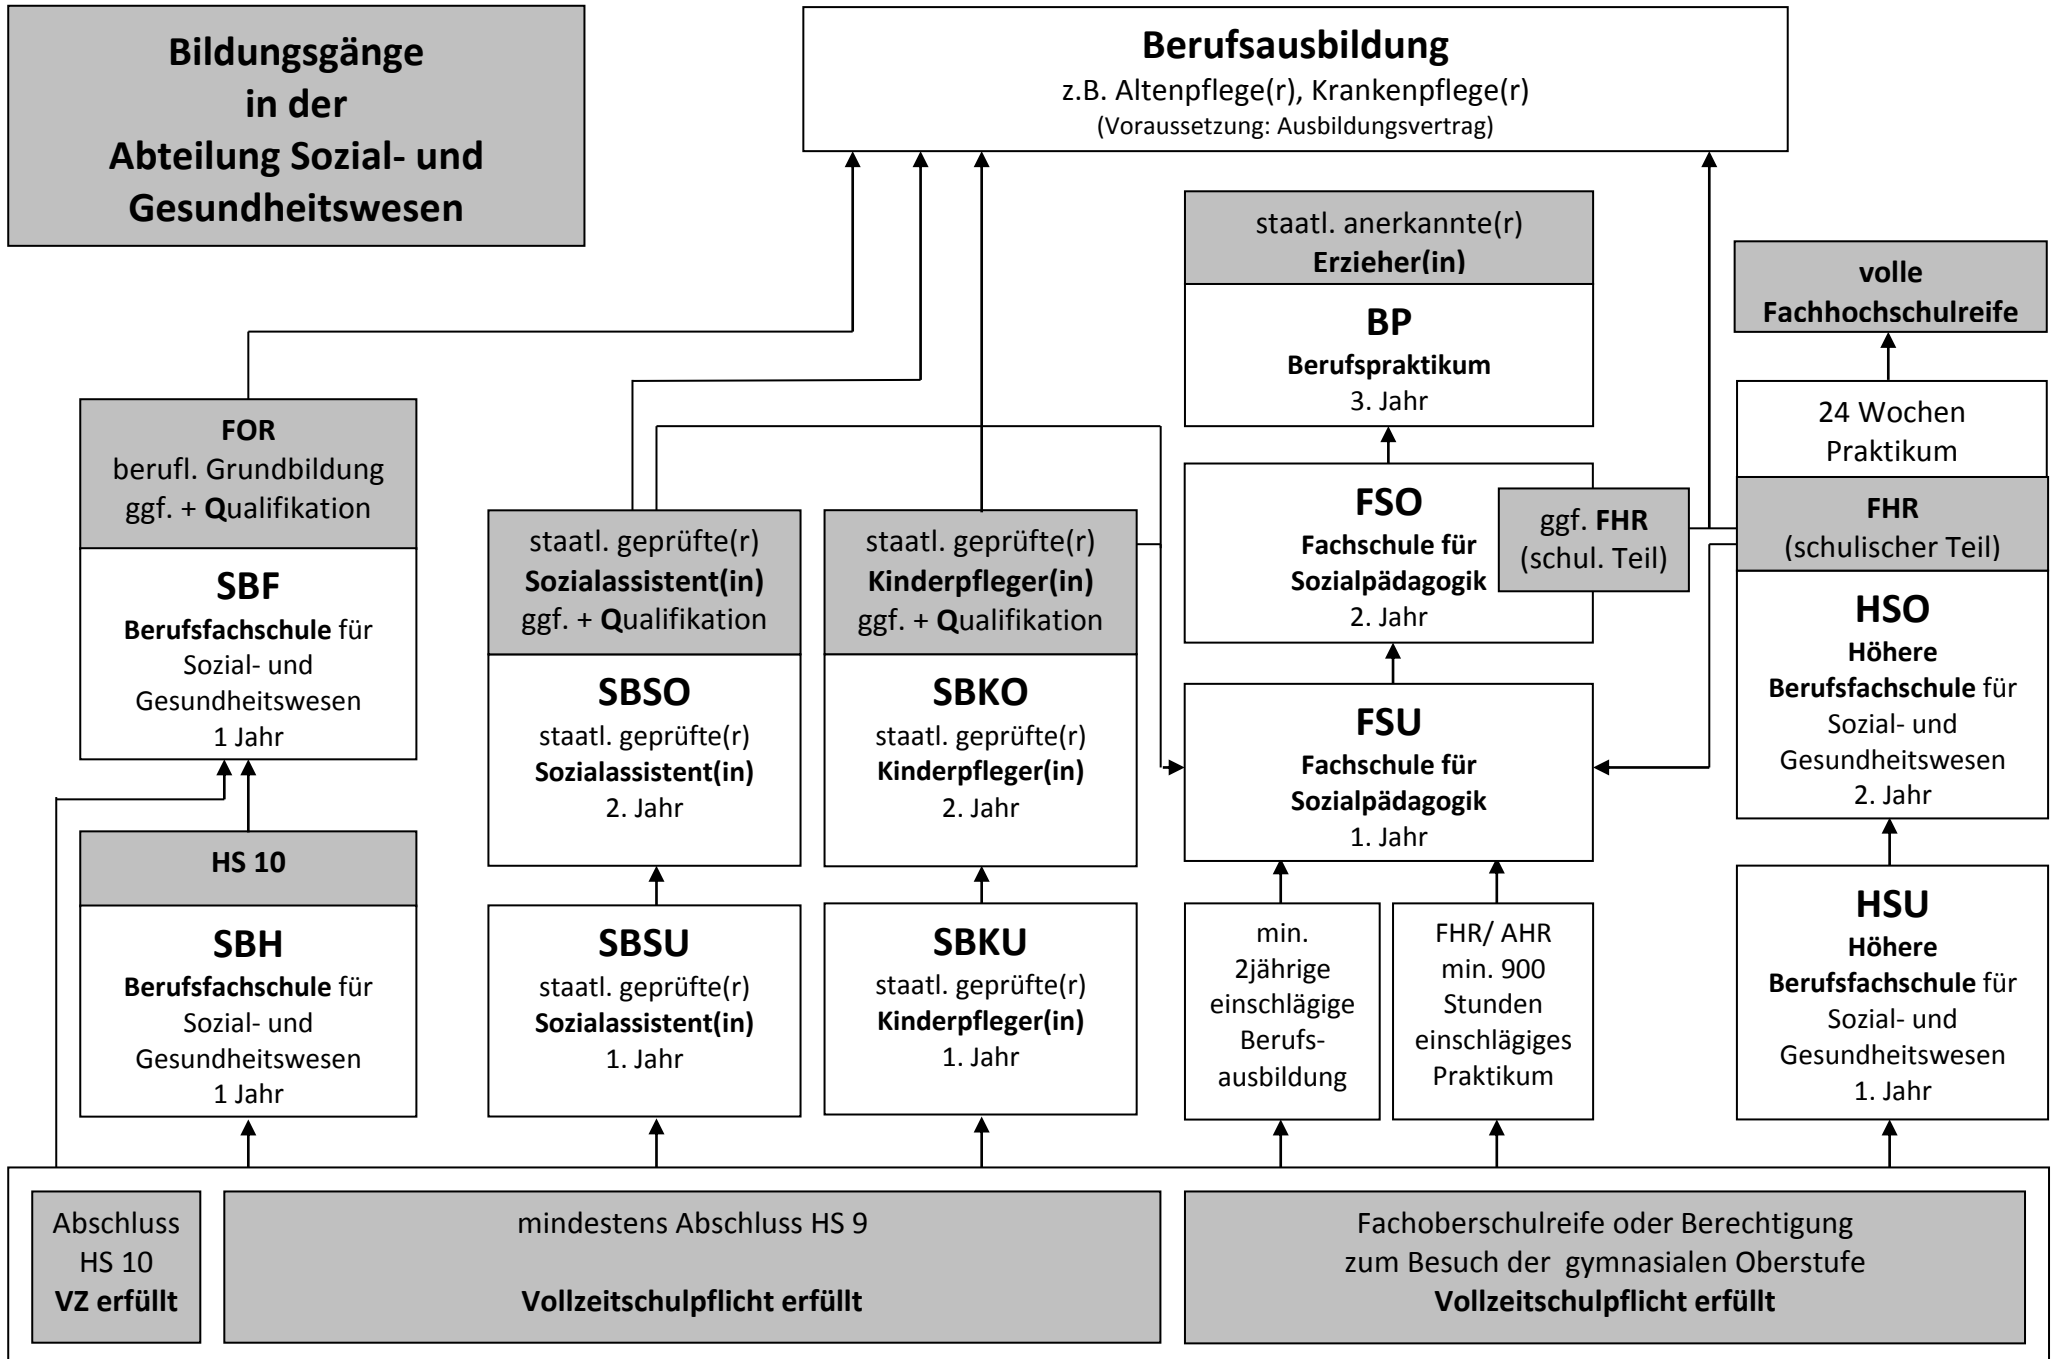 Bildungsgänge
in der
Abteilung Sozial- und
Gesundheitswesen
Berufsausbildung
z.B. Altenpflege(r), Krankenpflege(r)
(Voraussetzung: Ausbildungsvertrag)
staatl. anerkannte(r)
Erzieher(in)
BP
Berufspraktikum
3. Jahr
volle
Fachhochschulreife
24 Wochen
Praktikum
FOR
berufl. Grundbildung
ggf. + Qualifikation
SBF
Berufsfachschule für
Sozial- und
Gesundheitswesen
1 Jahr
staatl. geprüfte(r)
Sozialassistent(in)
ggf. + Qualifikation
SBSO
staatl. geprüfte(r)
Sozialassistent(in)
2. Jahr
staatl. geprüfte(r)
Kinderpfleger(in)
ggf. + Qualifikation
SBKO
staatl. geprüfte(r)
Kinderpfleger(in)
2. Jahr
FSO
Fachschule für
Sozialpädagogik
2. Jahr
ggf. FHR
(schul. Teil)
FHR
(schulischer Teil)
HSO
Höhere
Berufsfachschule für
Sozial- und
Gesundheitswesen
2. Jahr
FSU
Fachschule für
Sozialpädagogik
1. Jahr
HS 10
SBH
Berufsfachschule für
Sozial- und
Gesundheitswesen
1 Jahr
SBSU
staatl. geprüfte(r)
Sozialassistent(in)
1. Jahr
SBKU
staatl. geprüfte(r)
Kinderpfleger(in)
1. Jahr
min.
2jährige
einschlägige
Berufs-
ausbildung
FHR/ AHR
min. 900
Stunden
einschlägiges
Praktikum
HSU
Höhere
Berufsfachschule für
Sozial- und
Gesundheitswesen
1. Jahr
Abschluss
HS 10
VZ erfüllt
mindestens Abschluss HS 9
Vollzeitschulpflicht erfüllt
Fachoberschulreife oder Berechtigung
zum Besuch der gymnasialen Oberstufe
Vollzeitschulpflicht erfüllt